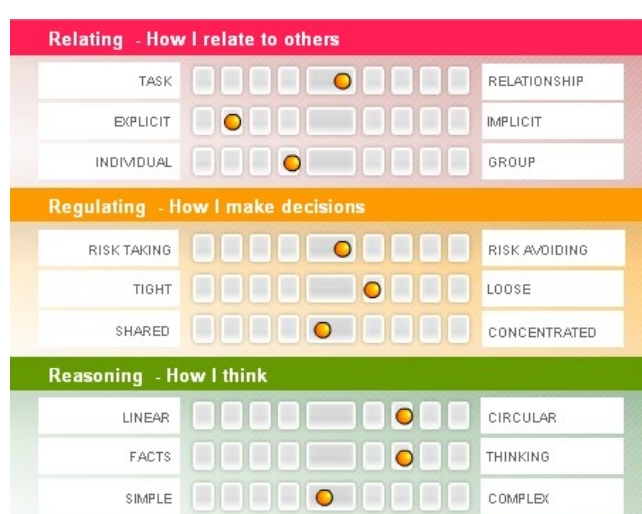 Relating - How I relate to others
TASK RELATIONSHIP
EXPLICIT IMPLICIT
INDIVIDUAL GROUP
Regulating - How I make decisions
RISK TAKING RISK AVOIDING
TIGHT LOOSE
SHARED CONCENTRATED
Reasoning - How I think
LINEAR CIRCULAR
FACTS THINKING
SIMPLE COMPLEX